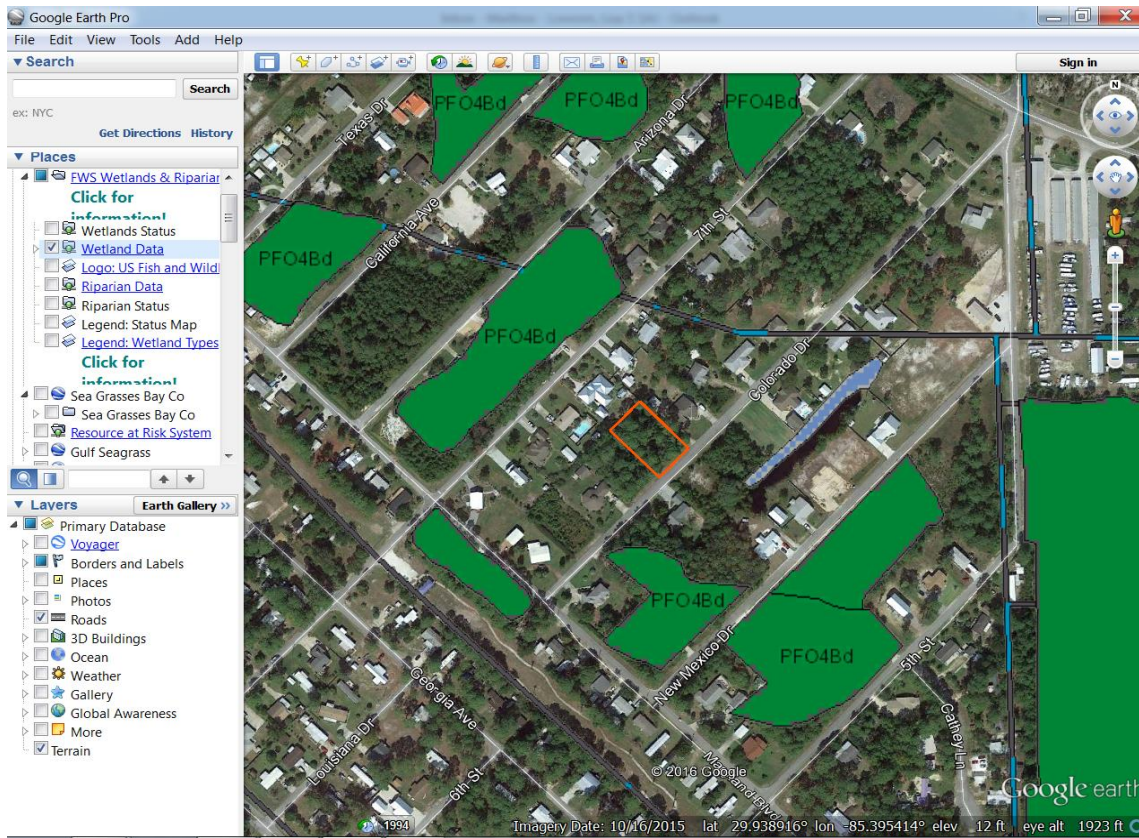 Google Earth Pro
File Edit View Tools Add Help
▼ Search
Search
ex: NYC
Get Directions History
▼ Places
FWS Wetlands & Riparian
Click for
information!
Wetlands Status
Wetland Data
Logo: US Fish and Wild
Riparian Data
Riparian Status
Legend: Status Map
Legend: Wetland Types
Click for
information!
Sea Grasses Bay Co
Sea Grasses Bay Co
Resource at Risk System
Gulf Seagrass
▼ Layers
Earth Gallery >>
Primary Database
Voyager
Borders and Labels
Places
Photos
Roads
3D Buildings
Ocean
Weather
Gallery
Global Awareness
More
Terrain
Sign in
N
PFO4Bd
PFO4Bd
PFO4Bd
Texas Dr
Arizona Dr
California Ave
7th St
PFO4Bd
PFO4Bd
Colorado Dr
PFO4Bd
PFO4Bd
New Mexico Dr
5th St
Cathey Ln
Georgia Ave
Louisiana Dr
6th St
© 2016 Google
Google earth
1994
Imagery Date: 10/16/2015 lat 29.938916° lon -85.395414° elev 12 ft eye alt 1923 ft